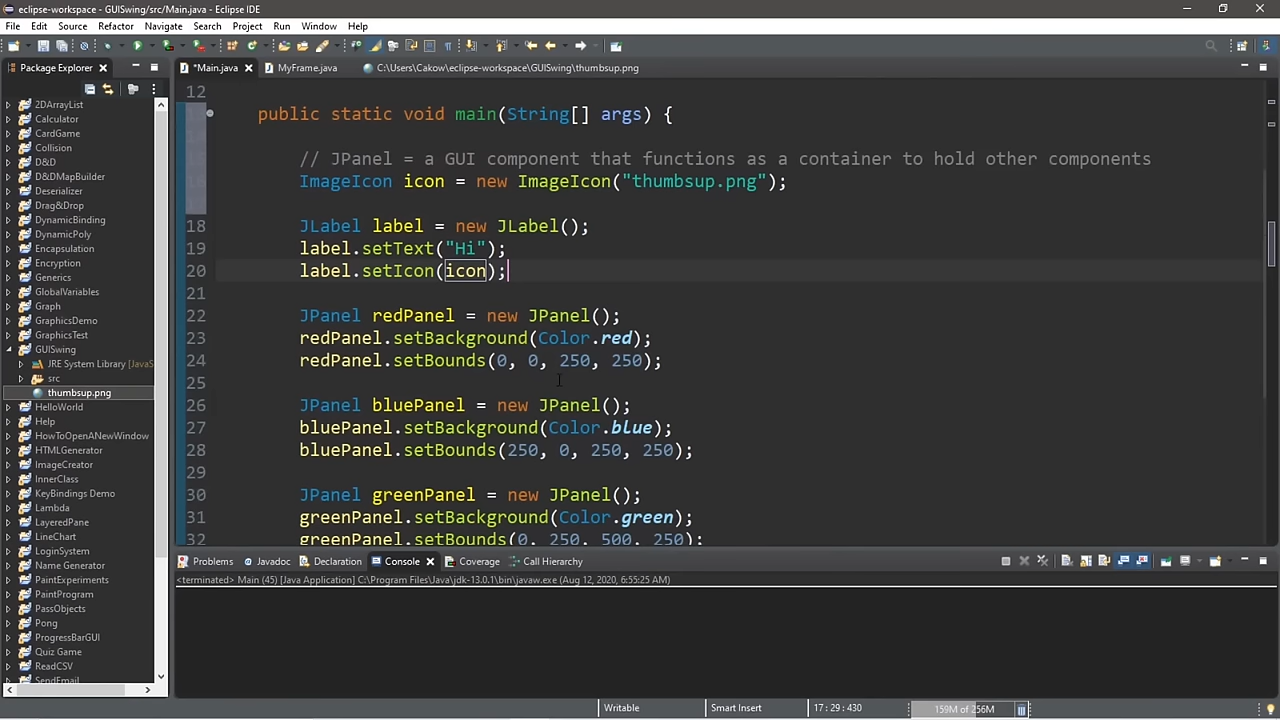 eclipse-workspace - GUISwing/src/Main.java - Eclipse IDE
File Edit Source Refactor Navigate Search Project Run Window Help
Package Explorer
*Main.java MyFrame.java C:\Users\Cakow\eclipse-workspace\GUISwing\thumbsup.png
2DArrayList
Calculator
CardGame
Collision
D&D
D&DMapBuilder
Deserializer
Drag&Drop
DynamicBinding
DynamicPoly
Encapsulation
Encryption
Generics
GlobalVariables
Graph
GraphicsDemo
GraphicsTest
GUISwing
JRE System Library [JavaS
src
thumbsup.png
HelloWorld
Help
HowToOpenANewWindow
HTMLGenerator
ImageCreator
InnerClass
KeyBindings Demo
Lambda
LayeredPane
LineChart
LoginSystem
Name Generator
PaintExperiments
PaintProgram
PassObjects
Pong
ProgressBarGUI
Quiz Game
ReadCSV
SendEmail
12
public static void main(String[] args) {
// JPanel = a GUI component that functions as a container to hold other components
ImageIcon icon = new ImageIcon("thumbsup.png");
18 JLabel label = new JLabel();
19 label.setText("Hi");
20 label.setIcon(icon);
21
22 JPanel redPanel = new JPanel();
23 redPanel.setBackground(Color.red);
24 redPanel.setBounds(0, 0, 250, 250);
25
26 JPanel bluePanel = new JPanel();
27 bluePanel.setBackground(Color.blue);
28 bluePanel.setBounds(250, 0, 250, 250);
29
30 JPanel greenPanel = new JPanel();
31 greenPanel.setBackground(Color.green);
32 greenPanel.setBounds(0, 250, 500, 250);
Problems Javadoc Declaration Console Coverage Call Hierarchy
<terminated> Main (45) [Java Application] C:\Program Files\Java\jdk-13.0.1\bin\javaw.exe (Aug 12, 2020, 6:55:25 AM)
Writable Smart Insert 17 : 29 : 430 159M of 256M